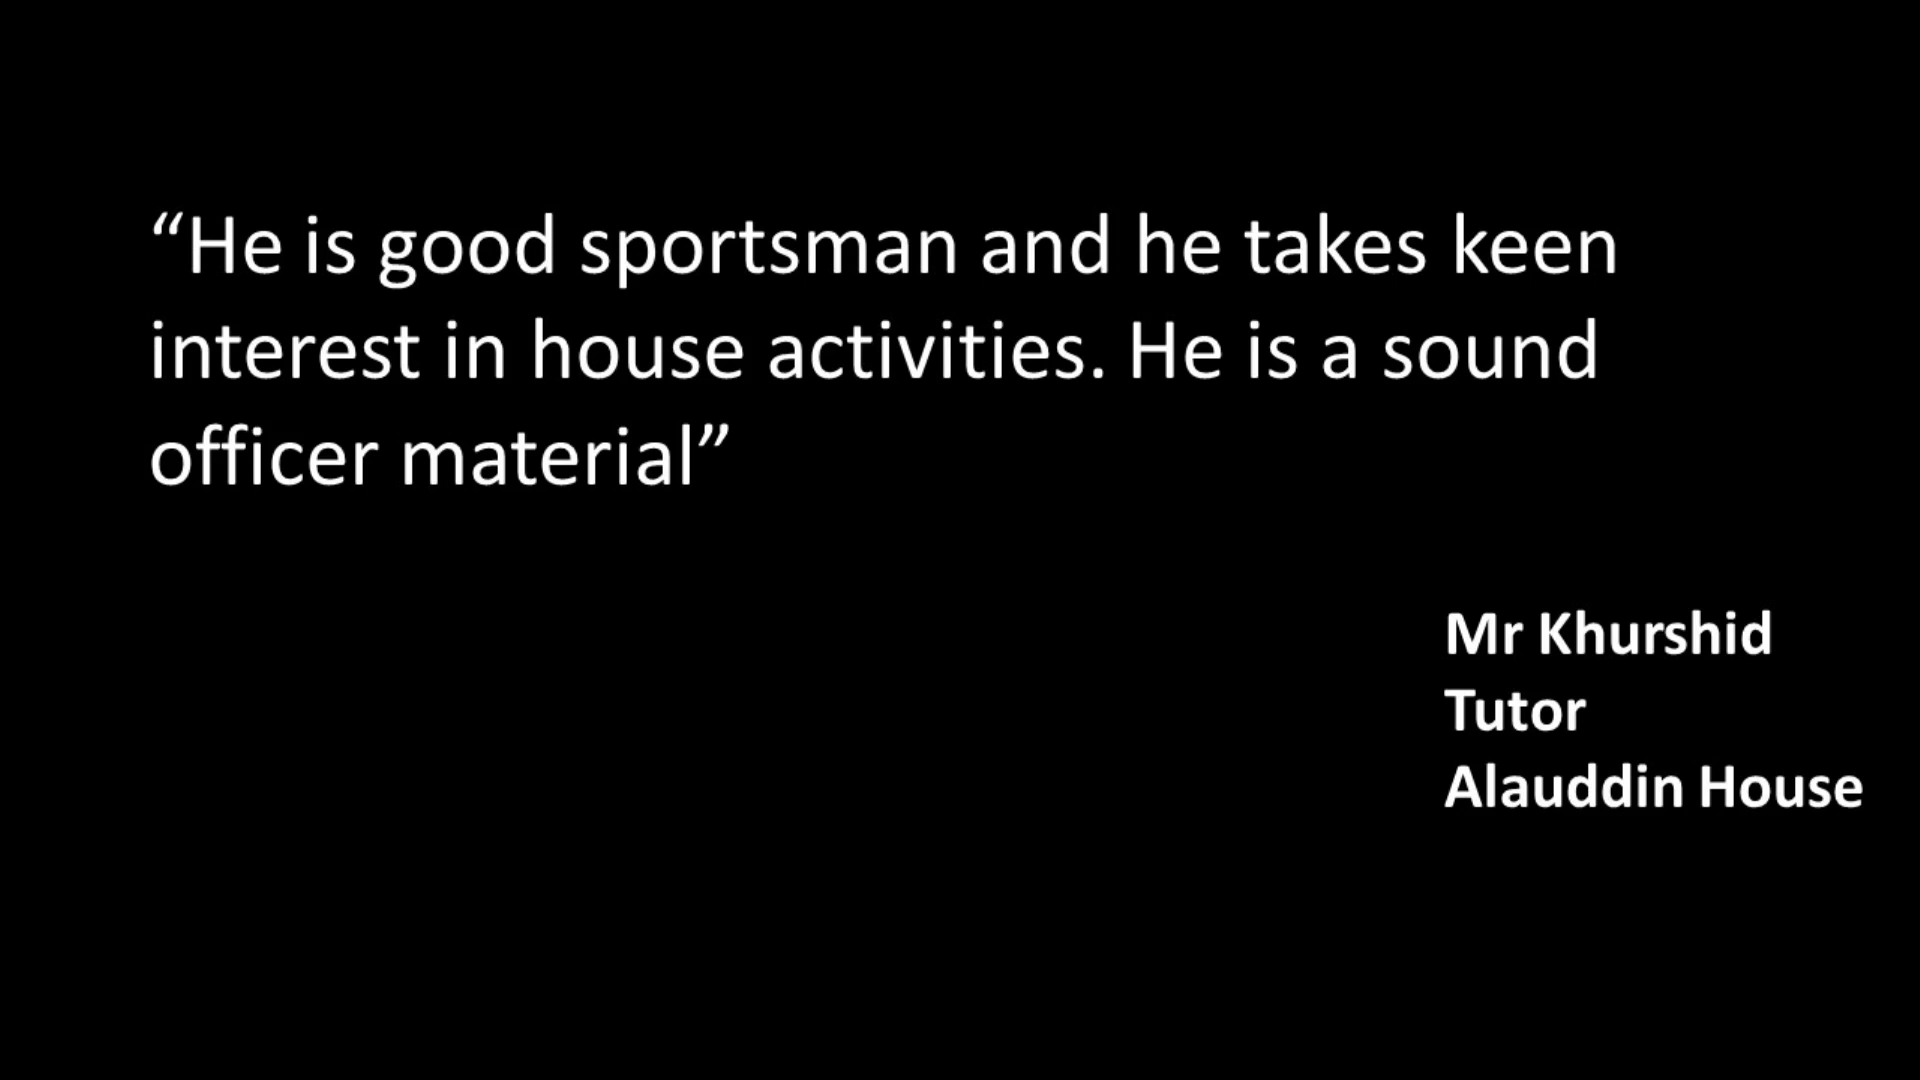 “He is good sportsman and he takes keen
interest in house activities. He is a sound
officer material”
Mr Khurshid
Tutor
Alauddin House